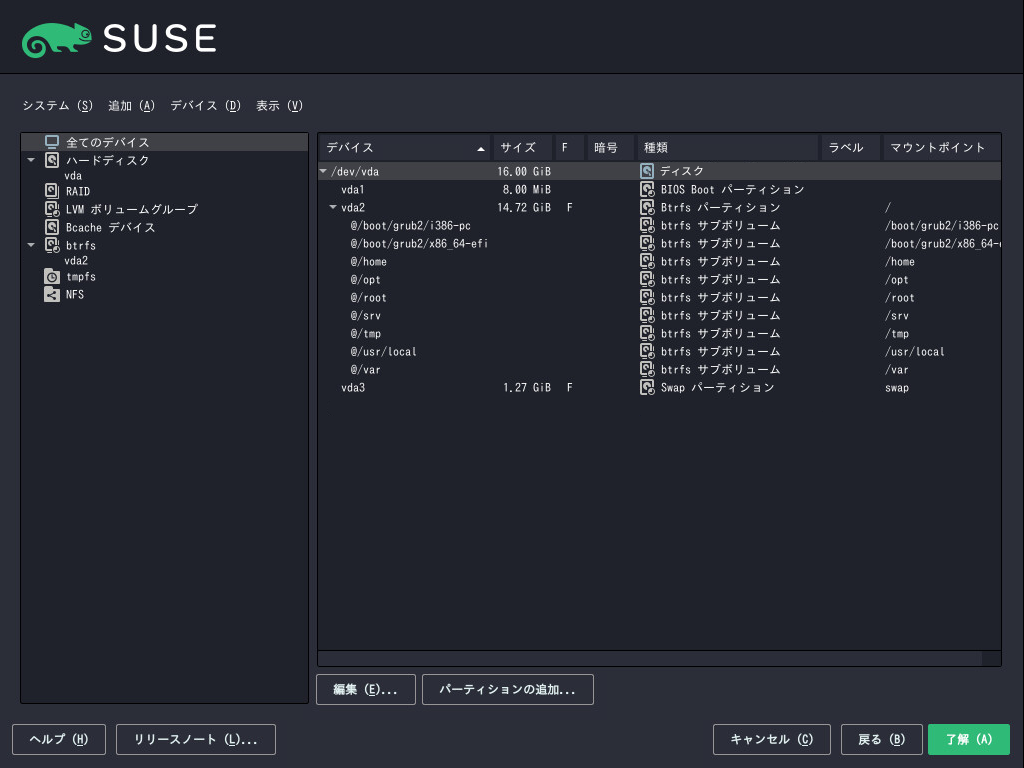 SUSE
システム (S) 追加 (A) デバイス (D) 表示 (V)
全てのデバイス
ハードディスク
vda
RAID
LVM ボリュームグループ
Bcache デバイス
btrfs
vda2
tmpfs
NFS
デバイス サイズ F 暗号 種類 ラベル マウントポイント
/dev/vda 16.00 GiB ディスク
vda1 8.00 MiB BIOS Boot パーティション
vda2 14.72 GiB F Btrfs パーティション /
@/boot/grub2/i386-pc btrfs サブボリューム /boot/grub2/i386-pc
@/boot/grub2/x86_64-efi btrfs サブボリューム /boot/grub2/x86_64-
@/home btrfs サブボリューム /home
@/opt btrfs サブボリューム /opt
@/root btrfs サブボリューム /root
@/srv btrfs サブボリューム /srv
@/tmp btrfs サブボリューム /tmp
@/usr/local btrfs サブボリューム /usr/local
@/var btrfs サブボリューム /var
vda3 1.27 GiB F Swap パーティション swap
編集 (E)... パーティションの追加...
ヘルプ (H) リリースノート (L)... キャンセル (C) 戻る (B) 了解 (A)